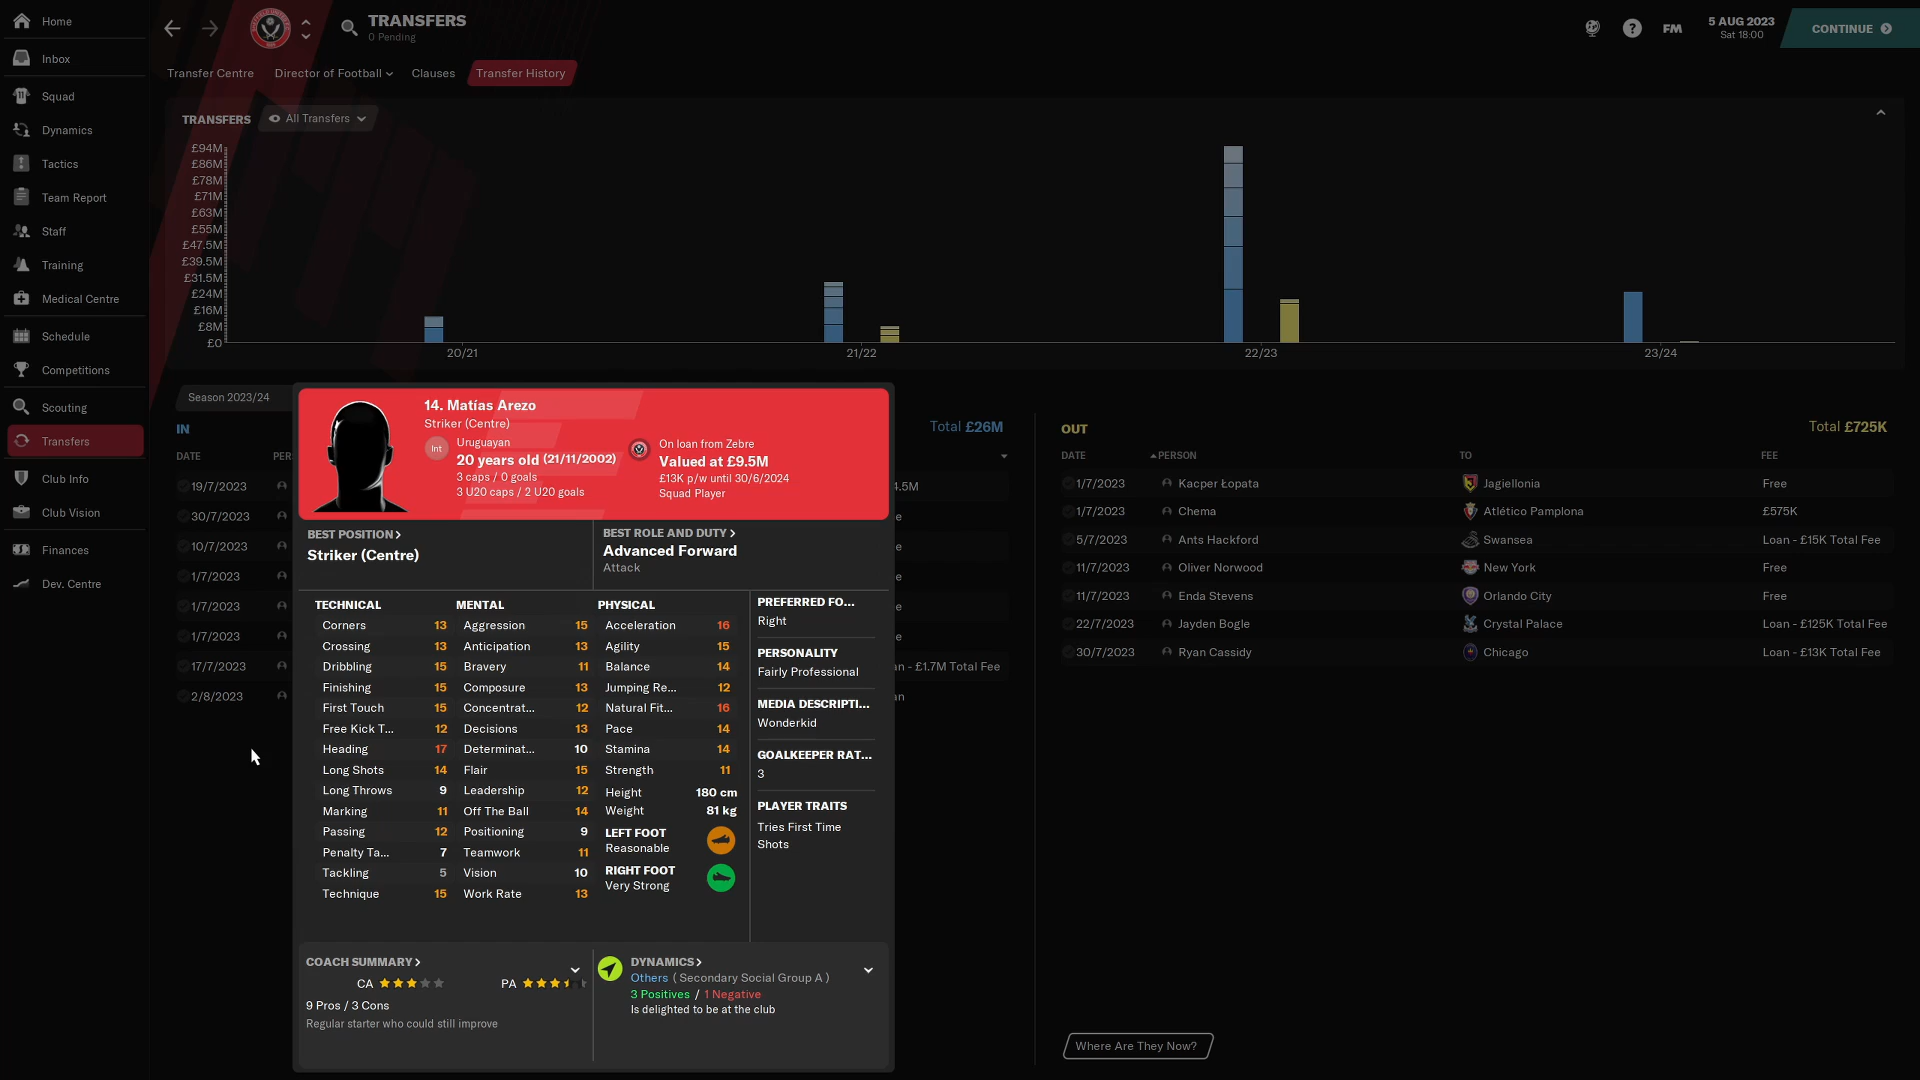 Home
Inbox
Squad
Dynamics
Tactics
Team Report
Staff
Training
Medical Centre
Schedule
Competitions
Scouting
Transfers
Club Info
Club Vision
Finances
Dev. Centre
TRANSFERS
0 Pending
FM
5 AUG 2023
Sat 18:00
CONTINUE
Transfer Centre
Director of Football
Clauses
Transfer History
TRANSFERS
All Transfers
£94M
£86M
£78M
£71M
£63M
£55M
£47.5M
£39.5M
£31.5M
£24M
£16M
£8M
£0
20/21
21/22
22/23
23/24
Season 2023/24
IN
Total £26M
DATE
PER
19/7/2023
4.5M
30/7/2023
e
10/7/2023
e
1/7/2023
e
1/7/2023
e
1/7/2023
e
17/7/2023
an - £1.7M Total Fee
2/8/2023
an
14. Matías Arezo
Striker (Centre)
Int
Uruguayan
20 years old (21/11/2002)
3 caps / 0 goals
3 U20 caps / 2 U20 goals
On loan from Zebre
Valued at £9.5M
£13K p/w until 30/6/2024
Squad Player
BEST POSITION
Striker (Centre)
BEST ROLE AND DUTY
Advanced Forward
Attack
TECHNICAL
Corners 13
Crossing 13
Dribbling 15
Finishing 15
First Touch 15
Free Kick T... 12
Heading 17
Long Shots 14
Long Throws 9
Marking 11
Passing 12
Penalty Ta... 7
Tackling 5
Technique 15
MENTAL
Aggression 15
Anticipation 13
Bravery 11
Composure 13
Concentrat... 12
Decisions 13
Determinat... 10
Flair 15
Leadership 12
Off The Ball 14
Positioning 9
Teamwork 11
Vision 10
Work Rate 13
PHYSICAL
Acceleration 16
Agility 15
Balance 14
Jumping Re... 12
Natural Fit... 16
Pace 14
Stamina 14
Strength 11
Height 180 cm
Weight 81 kg
LEFT FOOT
Reasonable
RIGHT FOOT
Very Strong
PREFERRED FO...
Right
PERSONALITY
Fairly Professional
MEDIA DESCRIPTI...
Wonderkid
GOALKEEPER RAT...
3
PLAYER TRAITS
Tries First Time
Shots
COACH SUMMARY
CA
PA
9 Pros / 3 Cons
Regular starter who could still improve
DYNAMICS
Others ( Secondary Social Group A )
3 Positives / 1 Negative
Is delighted to be at the club
OUT
Total £725K
DATE PERSON TO FEE
1/7/2023 Kacper Łopata Jagiellonia Free
1/7/2023 Chema Atlético Pamplona £575K
5/7/2023 Ants Hackford Swansea Loan - £15K Total Fee
11/7/2023 Oliver Norwood New York Free
11/7/2023 Enda Stevens Orlando City Free
22/7/2023 Jayden Bogle Crystal Palace Loan - £125K Total Fee
30/7/2023 Ryan Cassidy Chicago Loan - £13K Total Fee
Where Are They Now?